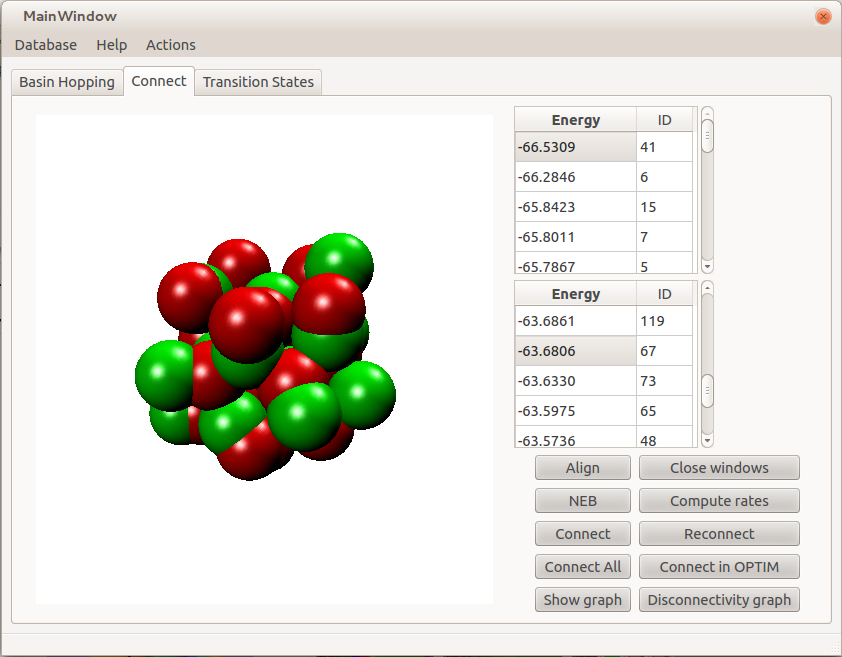 MainWindow
Database Help Actions
Basin Hopping Connect Transition States
Energy ID
-66.5309 41
-66.2846 6
-65.8423 15
-65.8011 7
-65.7867 5
Energy ID
-63.6861 119
-63.6806 67
-63.6330 73
-63.5975 65
-63.5736 48
Align Close windows
NEB Compute rates
Connect Reconnect
Connect All Connect in OPTIM
Show graph Disconnectivity graph